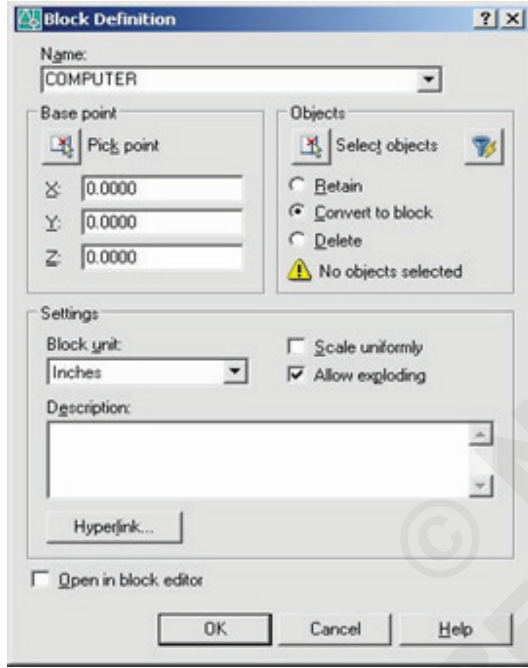 Block Definition
Name:
COMPUTER
Base point
Pick point
X: 0.0000
Y: 0.0000
Z: 0.0000
Objects
Select objects
Retain
Convert to block
Delete
No objects selected
Settings
Block unit:
Inches
Scale uniformly
Allow exploding
Description:
Hyperlink...
Open in block editor
OK
Cancel
Help